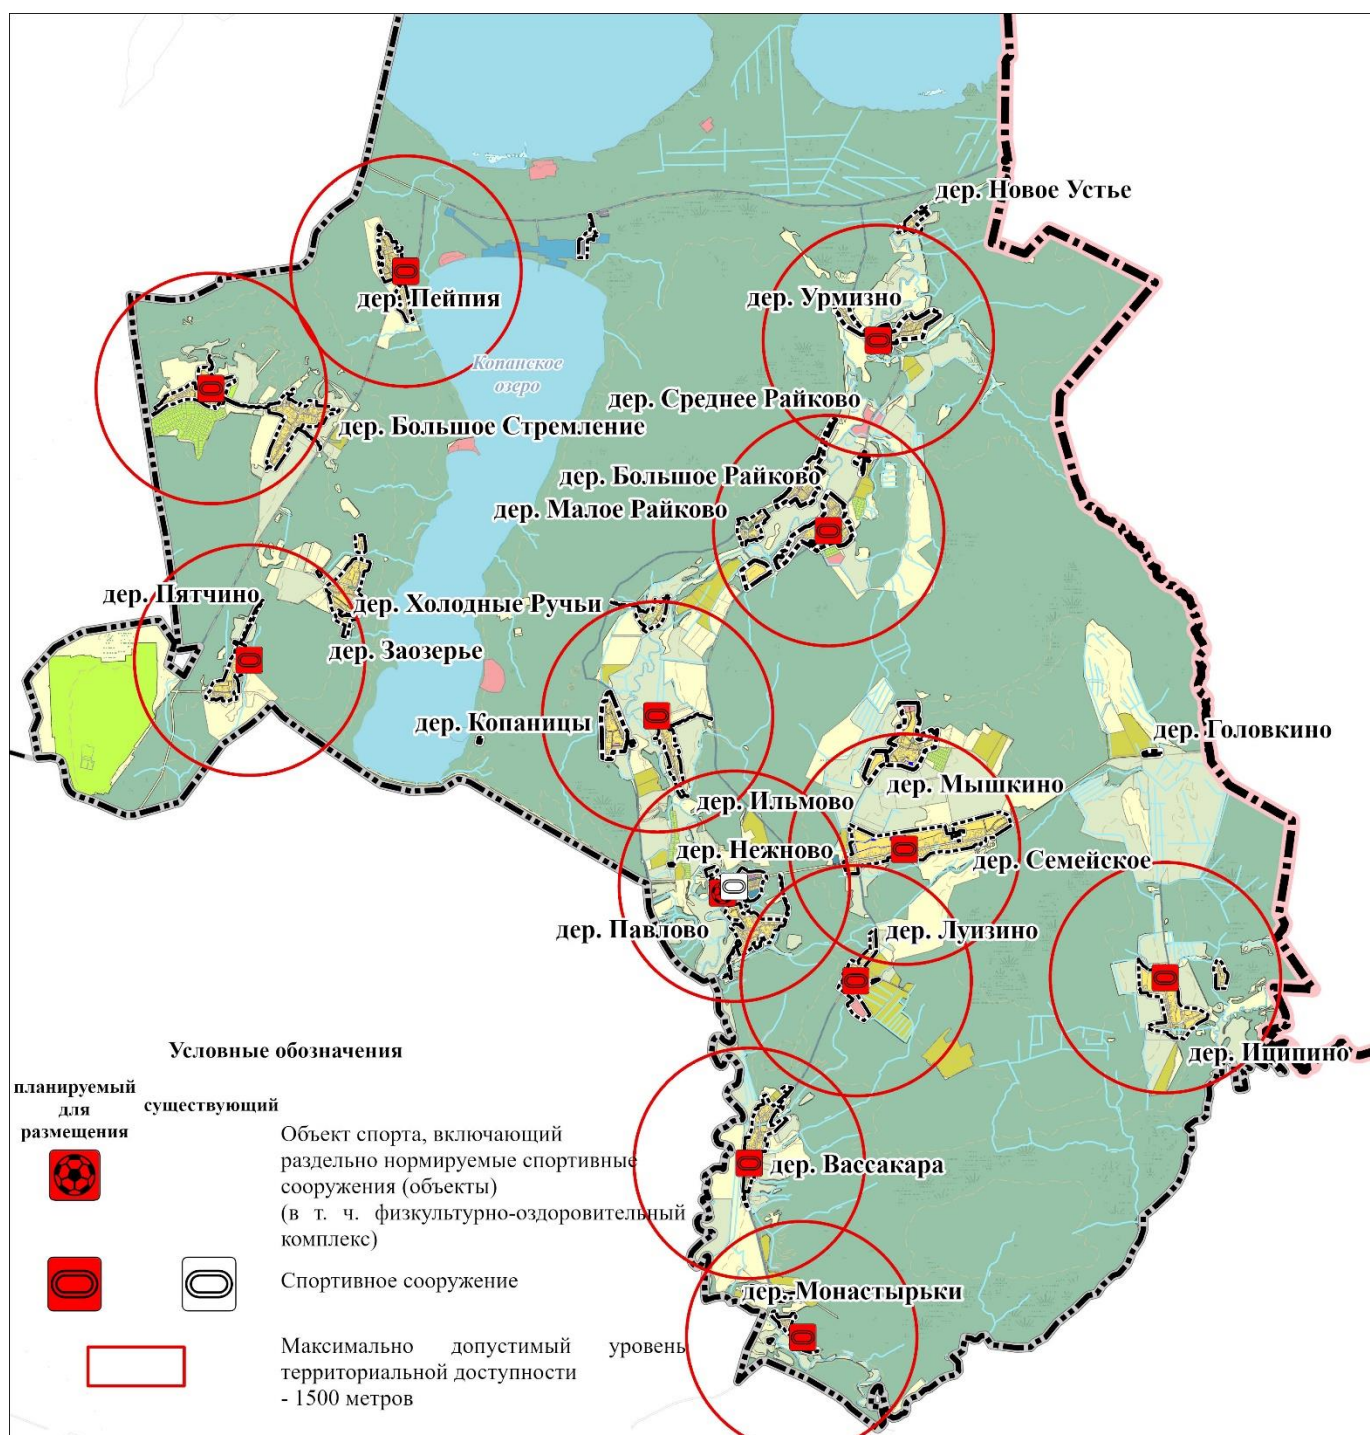 дер. Новое Устье
дер. Урмизно
дер. Пейпия
Копанское
озеро
дер. Среднее Райково
дер. Большое Стремление
дер. Большое Райково
дер. Малое Райково
дер. Пятчино
дер. Холодные Ручьи
дер. Заозерье
дер. Копаницы
дер. Головкино
дер. Мышкино
дер. Ильмово
дер. Нежново
дер. Семейское
дер. Павлово
дер. Луизино
дер. Иципино
дер. Вассакара
дер. Монастырьки
Условные обозначения
планируемый
для
размещения
существующий
Объект спорта, включающий
раздельно нормируемые спортивные
сооружения (объекты)
(в т. ч. физкультурно-оздоровительный
комплекс)
Спортивное сооружение
Максимально допустимый уровень
территориальной доступности
- 1500 метров